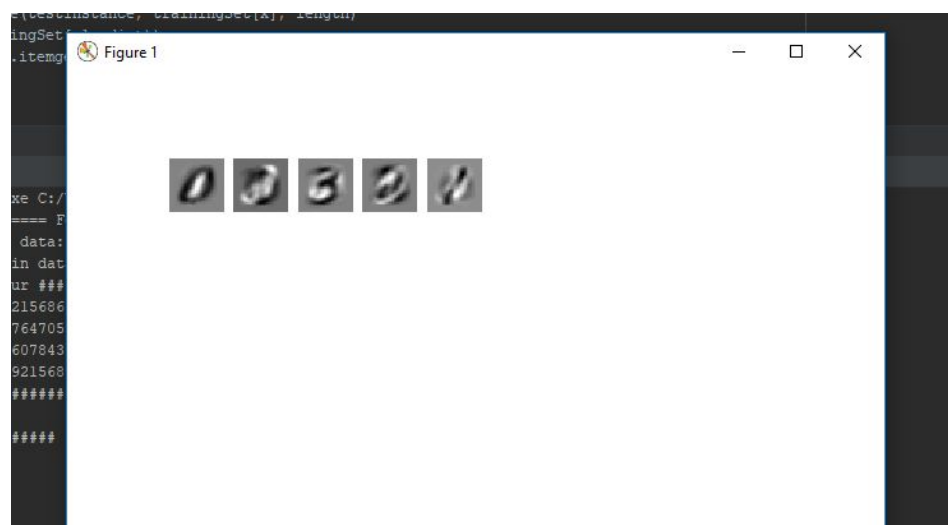 e(testInstance, trainingSet[x], length)
ingSet
.itemg
Figure 1
xe C:/
==== F
data:
in dat
ur ###
215686
764705
607843
921568
######
#####